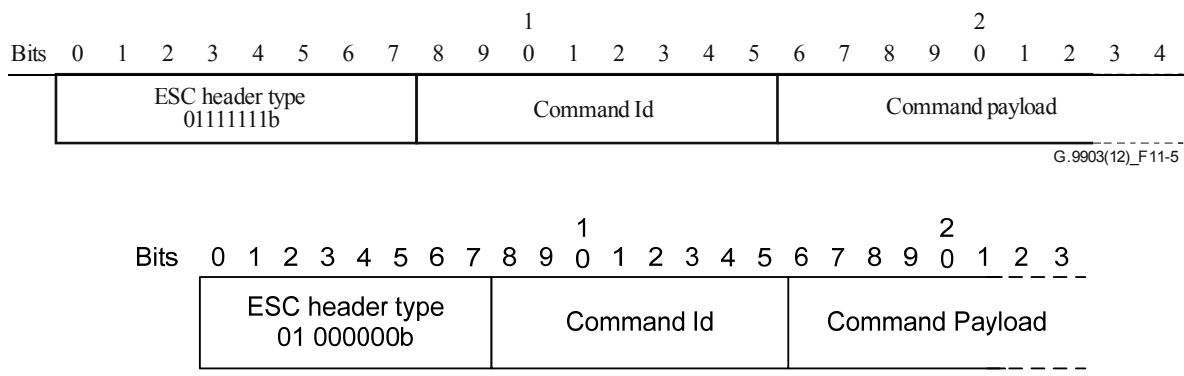 1 2
Bits 0 1 2 3 4 5 6 7 8 9 0 1 2 3 4 5 6 7 8 9 0 1 2 3 4
ESC header type Command Id Command payload
01111111b
G.9903(12)_F11-5
1 2
Bits 0 1 2 3 4 5 6 7 8 9 0 1 2 3 4 5 6 7 8 9 0 1 2 3
ESC header type Command Id Command Payload
01 000000b